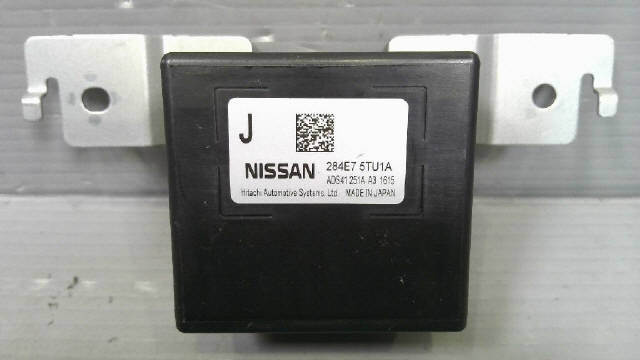 J
NISSAN 284E7 5TU1A
ADS41 251A-A3 1615
Hitachi Automotive Systems, Ltd. MADE IN JAPAN